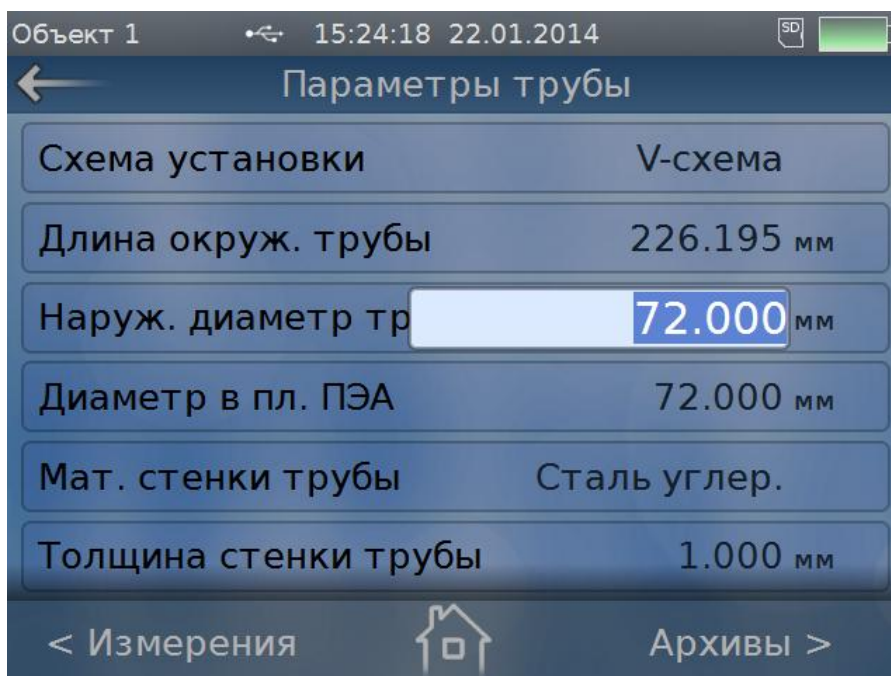 Объект 1 15:24:18 22.01.2014 SD
Параметры трубы
Схема установки V-схема
Длина окруж. трубы 226.195 мм
Наруж. диаметр тр 72.000 мм
Диаметр в пл. ПЭА 72.000 мм
Мат. стенки трубы Сталь углер.
Толщина стенки трубы 1.000 мм
< Измерения Архивы >